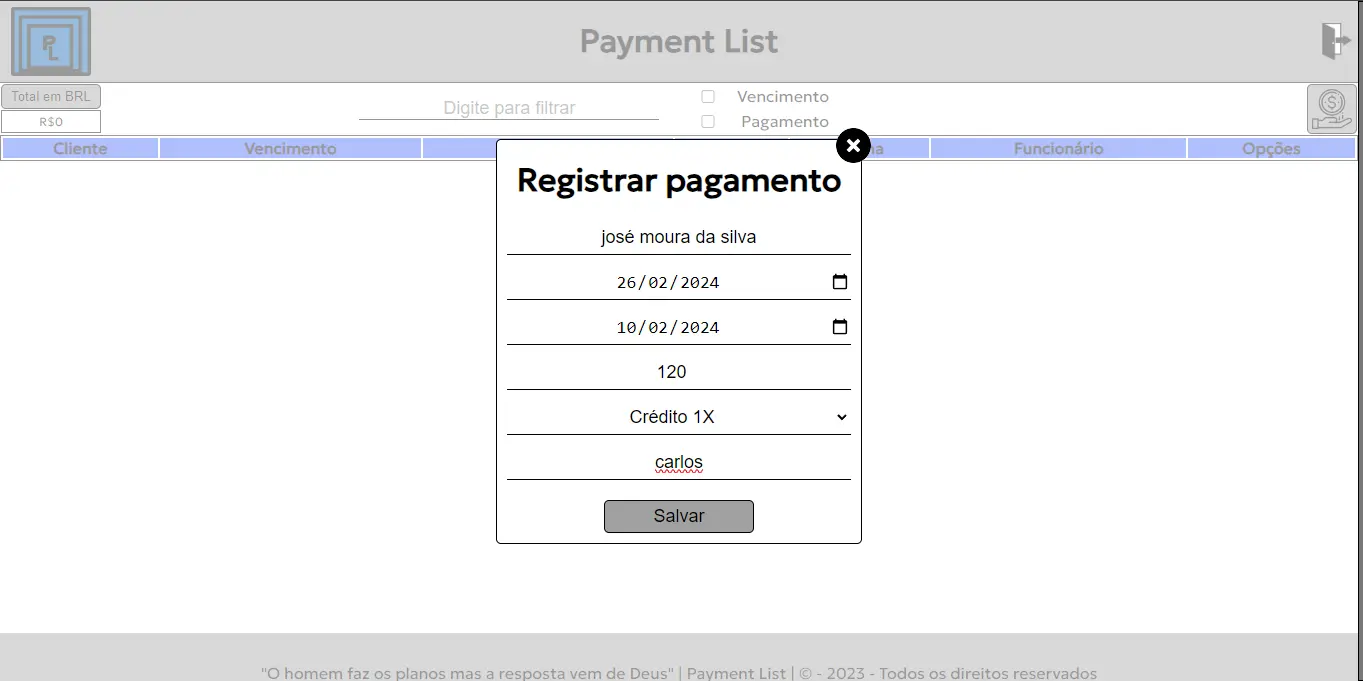 PL
Payment List
Total em BRL
R$0
Digite para filtrar
Vencimento
Pagamento
Cliente Vencimento Funcionário Opções
Registrar pagamento
josé moura da silva
26/02/2024
10/02/2024
120
Crédito 1X
carlos
Salvar
"O homem faz os planos mas a resposta vem de Deus" | Payment List | © - 2023 - Todos os direitos reservados